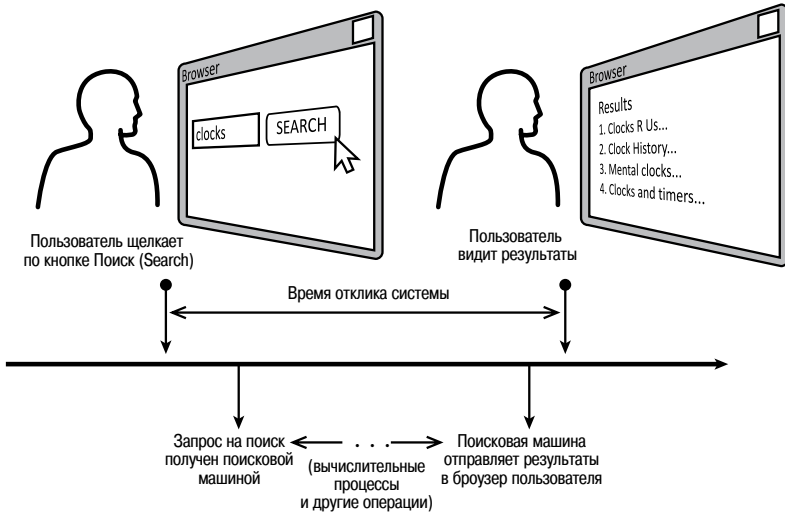 Browser
clocks
SEARCH
Browser
Results
1. Clocks R Us...
2. Clock History...
3. Mental clocks...
4. Clocks and timers...
Пользователь щелкает
по кнопке Поиск (Search)
Пользователь
видит результаты
Время отклика системы
Запрос на поиск
получен поисковой
машиной
. . .
(вычислительные
процессы
и другие операции)
Поисковая машина
отправляет результаты
в броузер пользователя